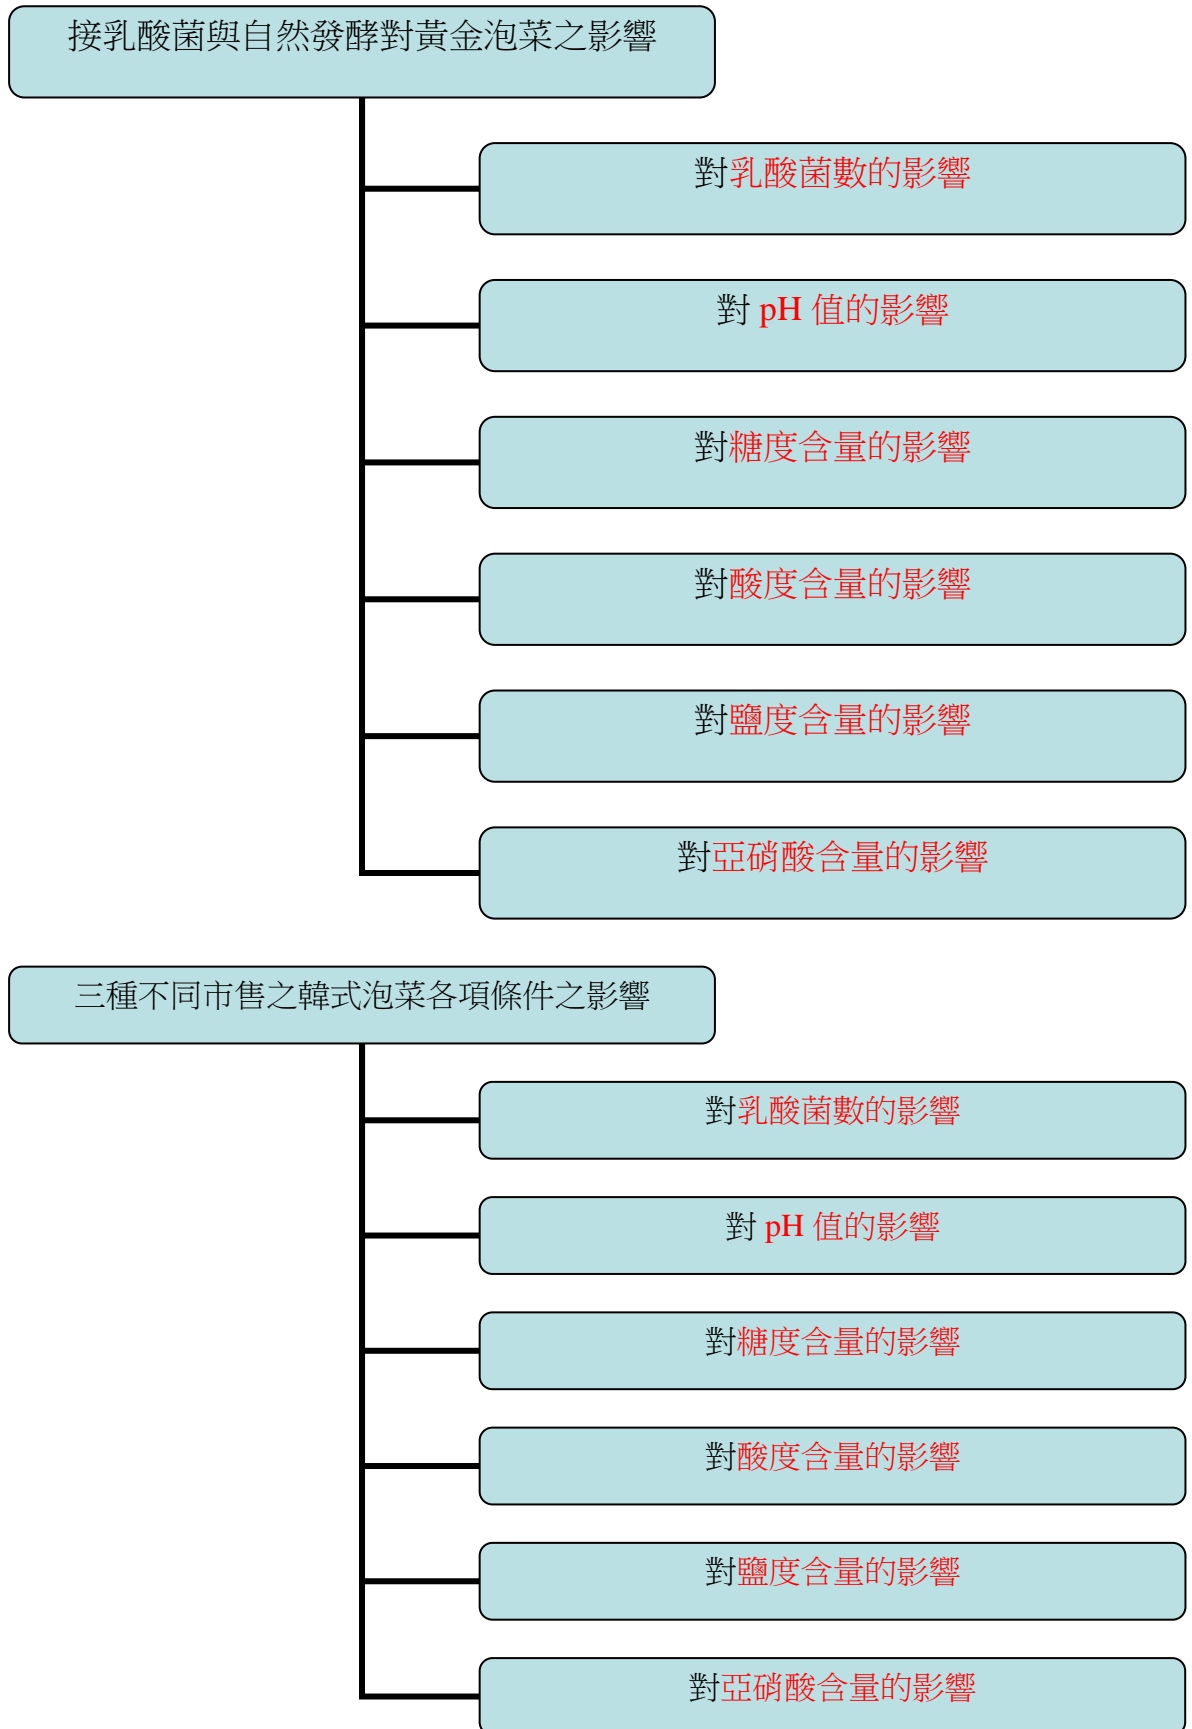 接乳酸菌與自然發酵對黃金泡菜之影響
對乳酸菌數的影響
對 pH 值的影響
對糖度含量的影響
對酸度含量的影響
對鹽度含量的影響
對亞硝酸含量的影響
三種不同市售之韓式泡菜各項條件之影響
對乳酸菌數的影響
對 pH 值的影響
對糖度含量的影響
對酸度含量的影響
對鹽度含量的影響
對亞硝酸含量的影響